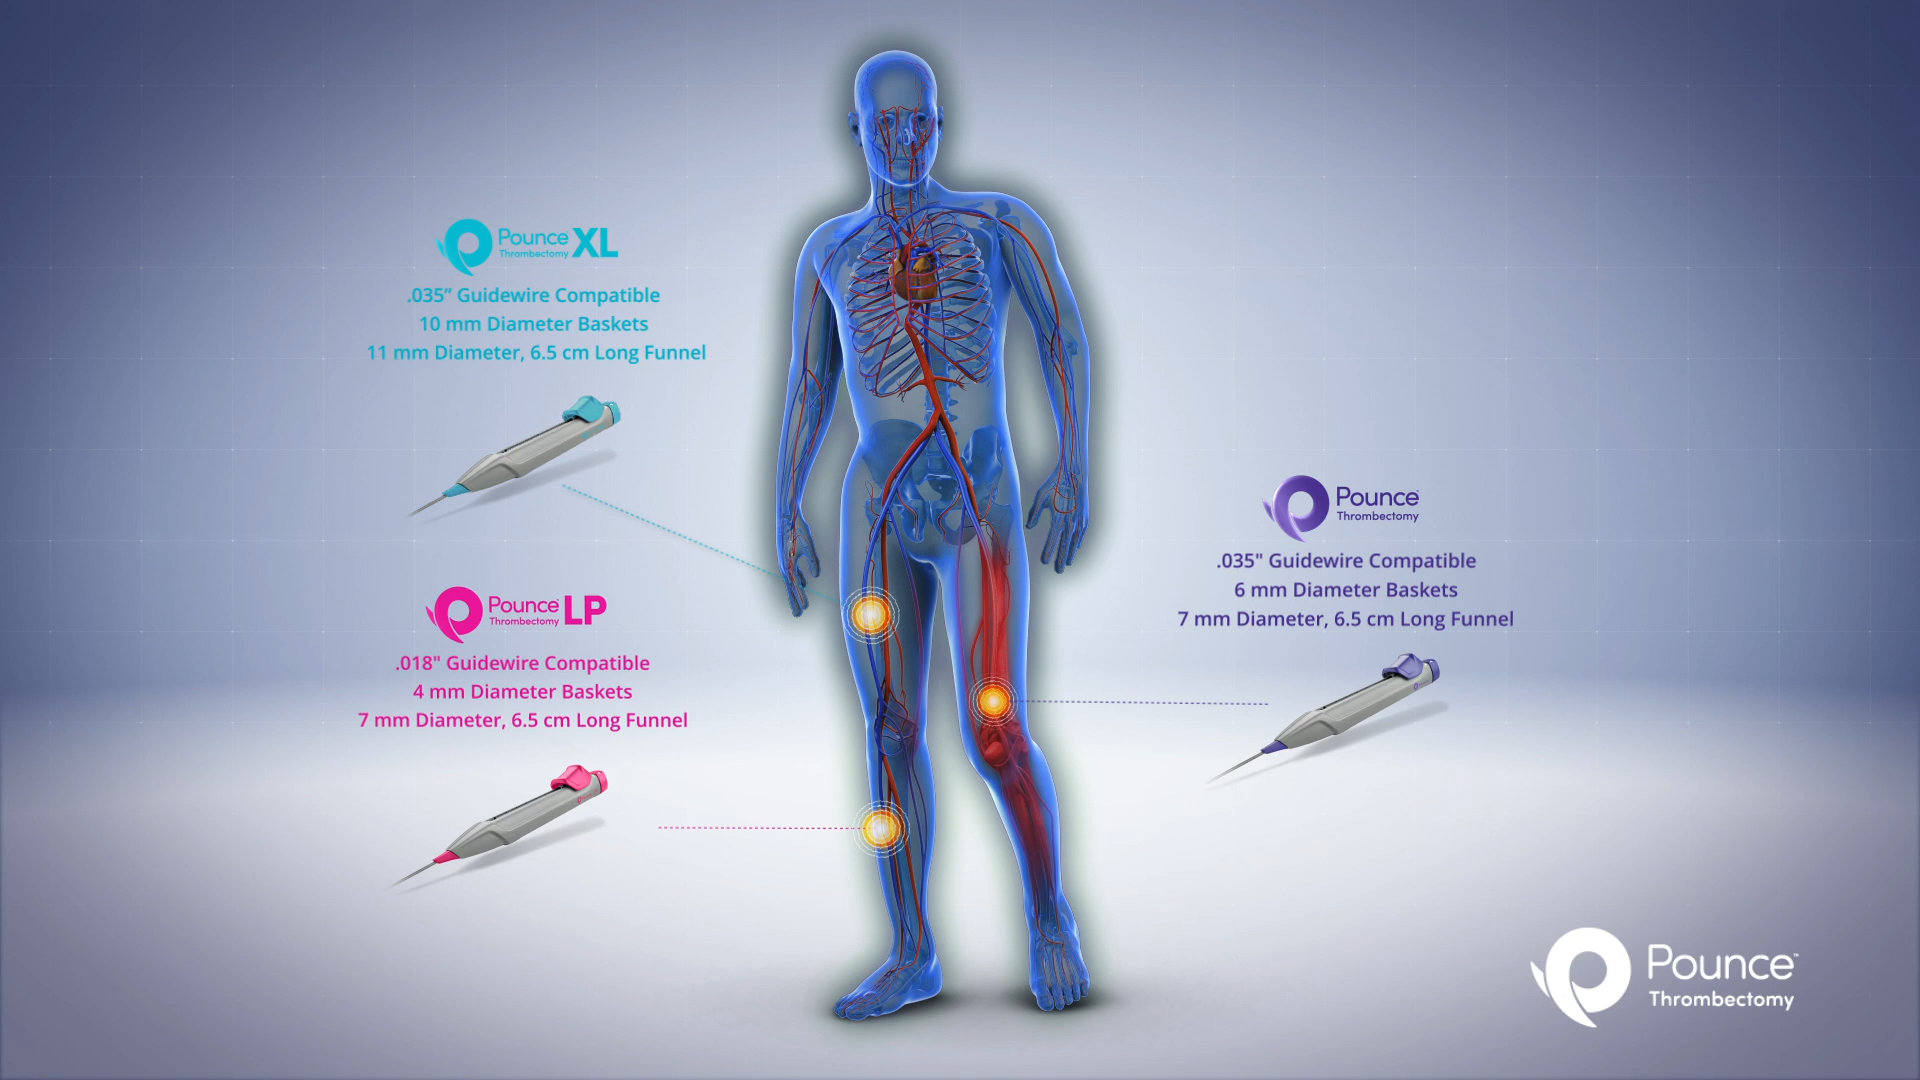 Pounce XL
Thrombectomy
.035” Guidewire Compatible
10 mm Diameter Baskets
11 mm Diameter, 6.5 cm Long Funnel
Pounce LP
Thrombectomy
.018" Guidewire Compatible
4 mm Diameter Baskets
7 mm Diameter, 6.5 cm Long Funnel
Pounce
Thrombectomy
.035" Guidewire Compatible
6 mm Diameter Baskets
7 mm Diameter, 6.5 cm Long Funnel
Pounce™
Thrombectomy